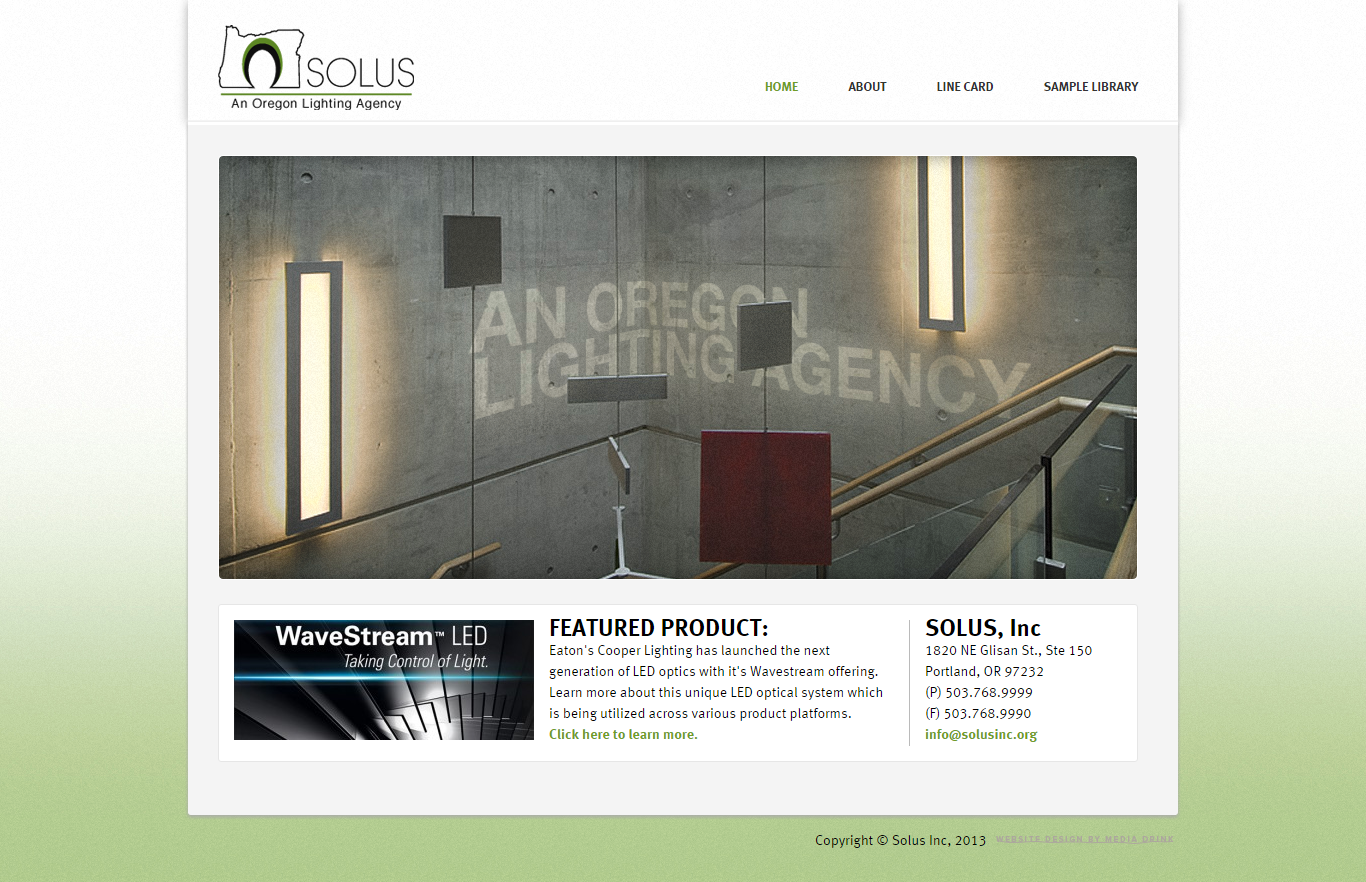 SOLUS
An Oregon Lighting Agency
HOME
ABOUT
LINE CARD
SAMPLE LIBRARY
AN OREGON
LIGHTING AGENCY
WaveStream™ LED
Taking Control of Light.
FEATURED PRODUCT:
Eaton's Cooper Lighting has launched the next
generation of LED optics with it's Wavestream offering.
Learn more about this unique LED optical system which
is being utilized across various product platforms.
Click here to learn more.
SOLUS, Inc
1820 NE Glisan St., Ste 150
Portland, OR 97232
(P) 503.768.9999
(F) 503.768.9990
info@solusinc.org
Copyright © Solus Inc, 2013
WEBSITE DESIGN BY MEDIA DRINK